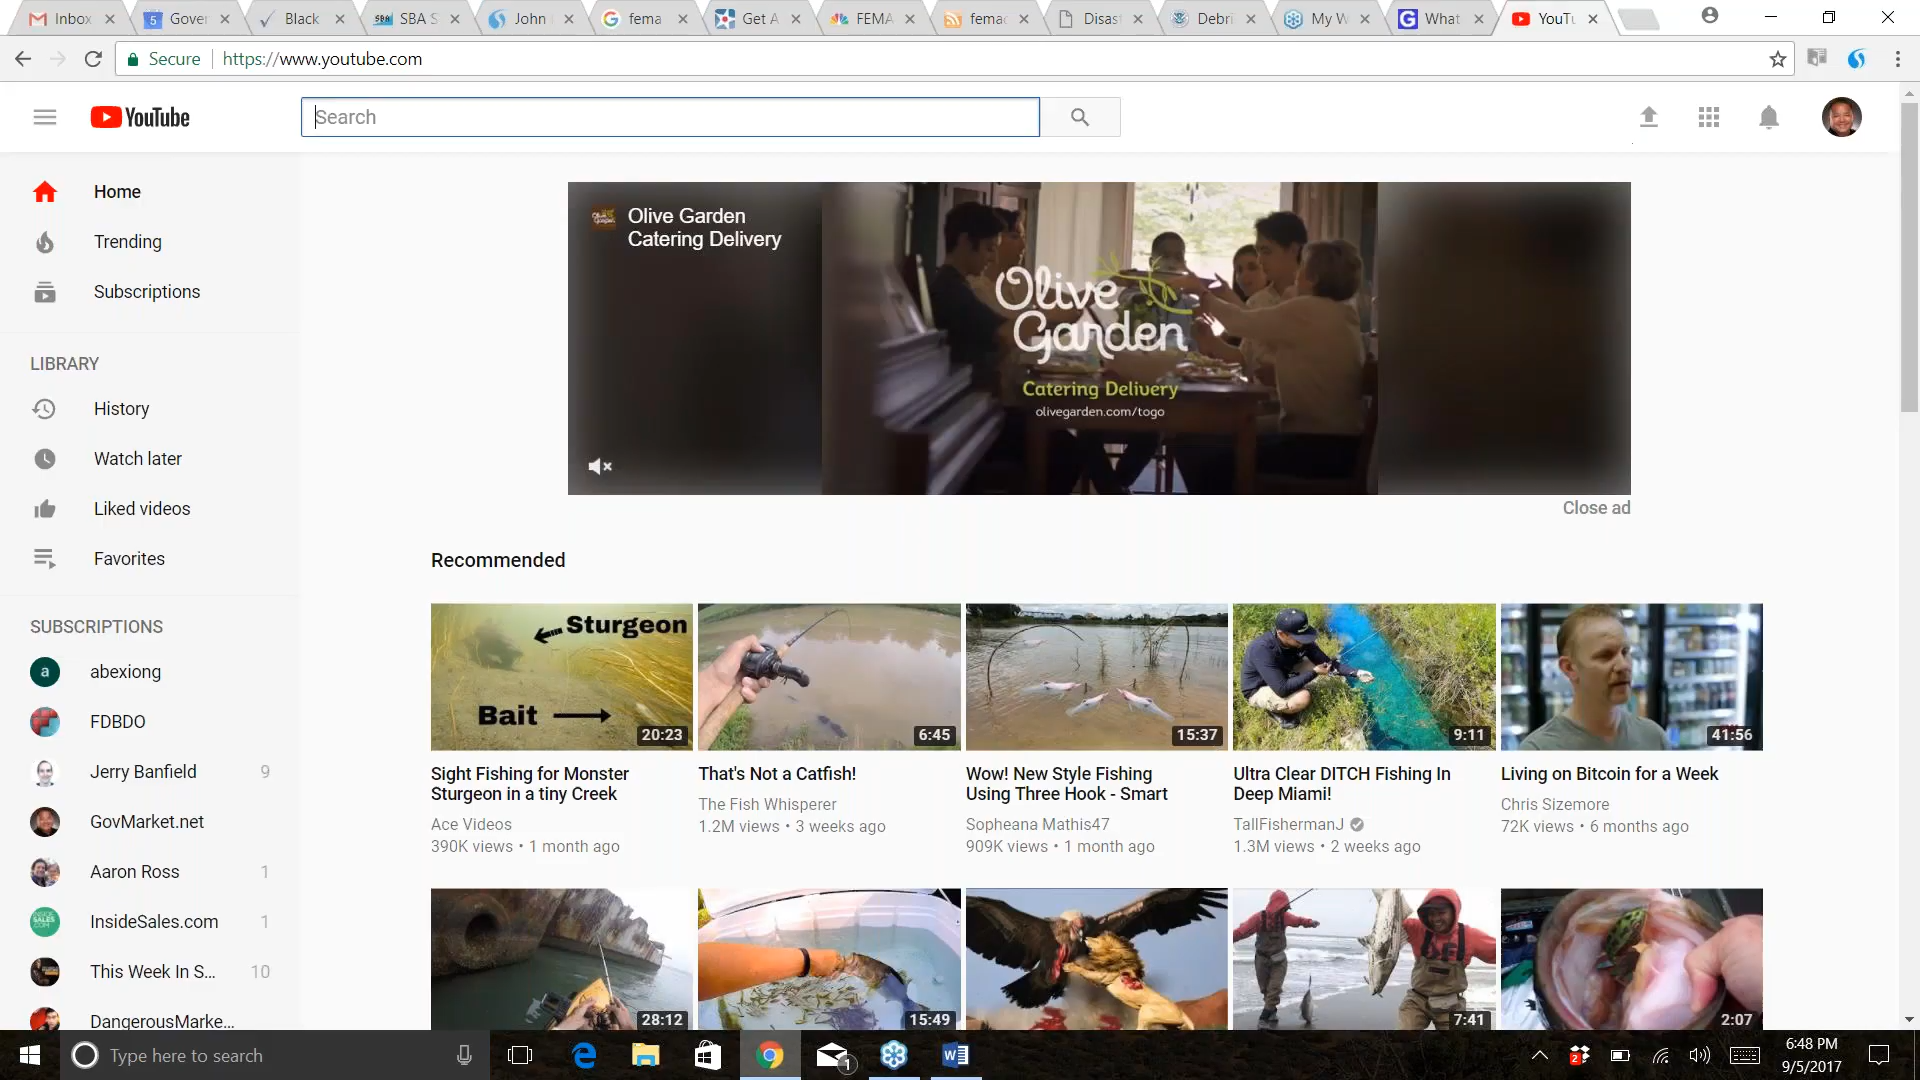 Inbox
Gover
Black
SBA S
John
fema
Get A
FEMA
femac
Disast
Debri
My W
What
YouTu
Secure
https://www.youtube.com
YouTube
Search
Home
Trending
Subscriptions
LIBRARY
History
Watch later
Liked videos
Favorites
SUBSCRIPTIONS
abexiong
FDBDO
Jerry Banfield 9
GovMarket.net
Aaron Ross 1
InsideSales.com 1
This Week In S... 10
DangerousMarke...
Olive Garden
Catering Delivery
Olive
Garden
Catering Delivery
olivegarden.com/togo
Close ad
Recommended
Sturgeon
Bait
20:23
6:45
15:37
9:11
41:56
Sight Fishing for Monster
Sturgeon in a tiny Creek
Ace Videos
390K views • 1 month ago
That's Not a Catfish!
The Fish Whisperer
1.2M views • 3 weeks ago
Wow! New Style Fishing
Using Three Hook - Smart
Sopheana Mathis47
909K views • 1 month ago
Ultra Clear DITCH Fishing In
Deep Miami!
TallFishermanJ
1.3M views • 2 weeks ago
Living on Bitcoin for a Week
Chris Sizemore
72K views • 6 months ago
28:12
15:49
7:41
2:07
Type here to search
1
2
6:48 PM
9/5/2017